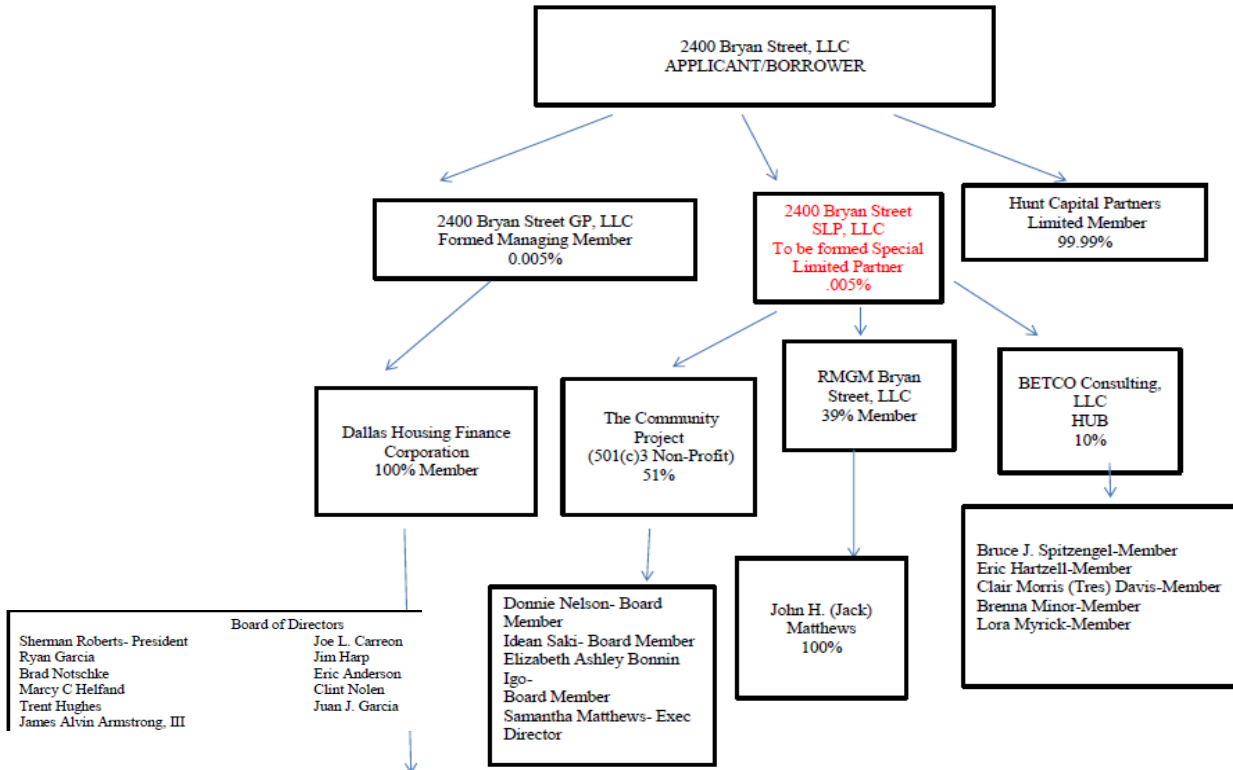 2400 Bryan Street, LLC
APPLICANT/BORROWER
2400 Bryan Street GP, LLC
Formed Managing Member
0.005%
2400 Bryan Street
SLP, LLC
To be formed Special
Limited Partner
.005%
Hunt Capital Partners
Limited Member
99.99%
Dallas Housing Finance
Corporation
100% Member
The Community
Project
(501(c)3 Non-Profit)
51%
RMGM Bryan
Street, LLC
39% Member
BETCO Consulting,
LLC
HUB
10%
Board of Directors
Sherman Roberts- President
Ryan Garcia
Brad Notschke
Marcy C Helfand
Trent Hughes
James Alvin Armstrong, III
Joe L. Carreon
Jim Harp
Eric Anderson
Clint Nolen
Juan J. Garcia
Donnie Nelson- Board
Member
Idean Saki- Board Member
Elizabeth Ashley Bonnin
Igo-
Board Member
Samantha Matthews- Exec
Director
John H. (Jack)
Matthews
100%
Bruce J. Spitzengel-Member
Eric Hartzell-Member
Clair Morris (Tres) Davis-Member
Brenna Minor-Member
Lora Myrick-Member